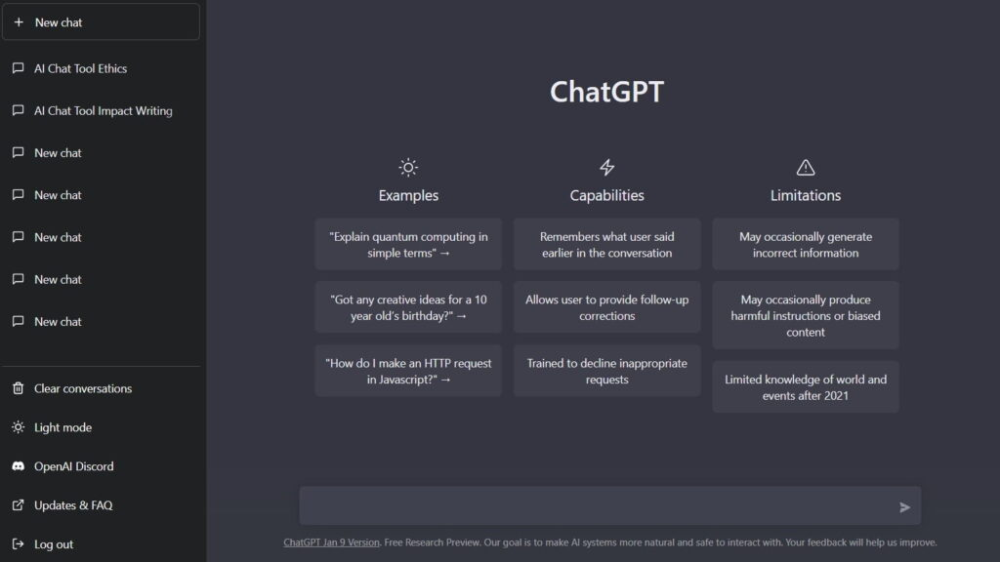 New chat
AI Chat Tool Ethics
AI Chat Tool Impact Writing
New chat
New chat
New chat
New chat
New chat
Clear conversations
Light mode
OpenAI Discord
Updates & FAQ
Log out
ChatGPT
Examples
"Explain quantum computing in
simple terms" →
"Got any creative ideas for a 10
year old's birthday?" →
"How do I make an HTTP request
in Javascript?" →
Capabilities
Remembers what user said
earlier in the conversation
Allows user to provide follow-up
corrections
Trained to decline inappropriate
requests
Limitations
May occasionally generate
incorrect information
May occasionally produce
harmful instructions or biased
content
Limited knowledge of world and
events after 2021
ChatGPT Jan 9 Version. Free Research Preview. Our goal is to make AI systems more natural and safe to interact with. Your feedback will help us improve.